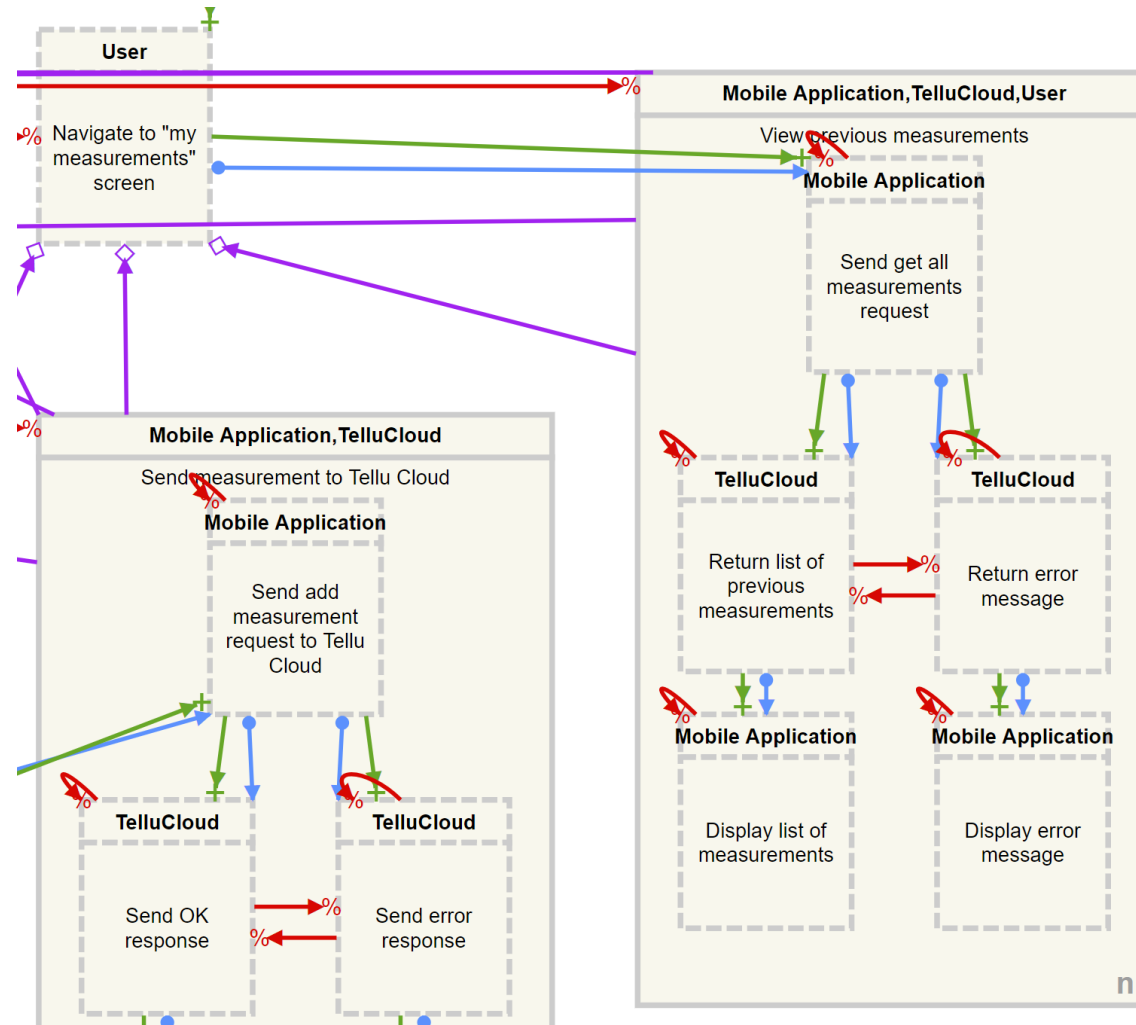 User
Navigate to "my
measurements"
screen
Mobile Application,TelluCloud,User
View previous measurements
Mobile Application
Send get all
measurements
request
TelluCloud
Return list of
previous
measurements
TelluCloud
Return error
message
Mobile Application
Display list of
measurements
Mobile Application
Display error
message
n
Mobile Application,TelluCloud
Send measurement to Tellu Cloud
Mobile Application
Send add
measurement
request to Tellu
Cloud
TelluCloud
Send OK
response
TelluCloud
Send error
response